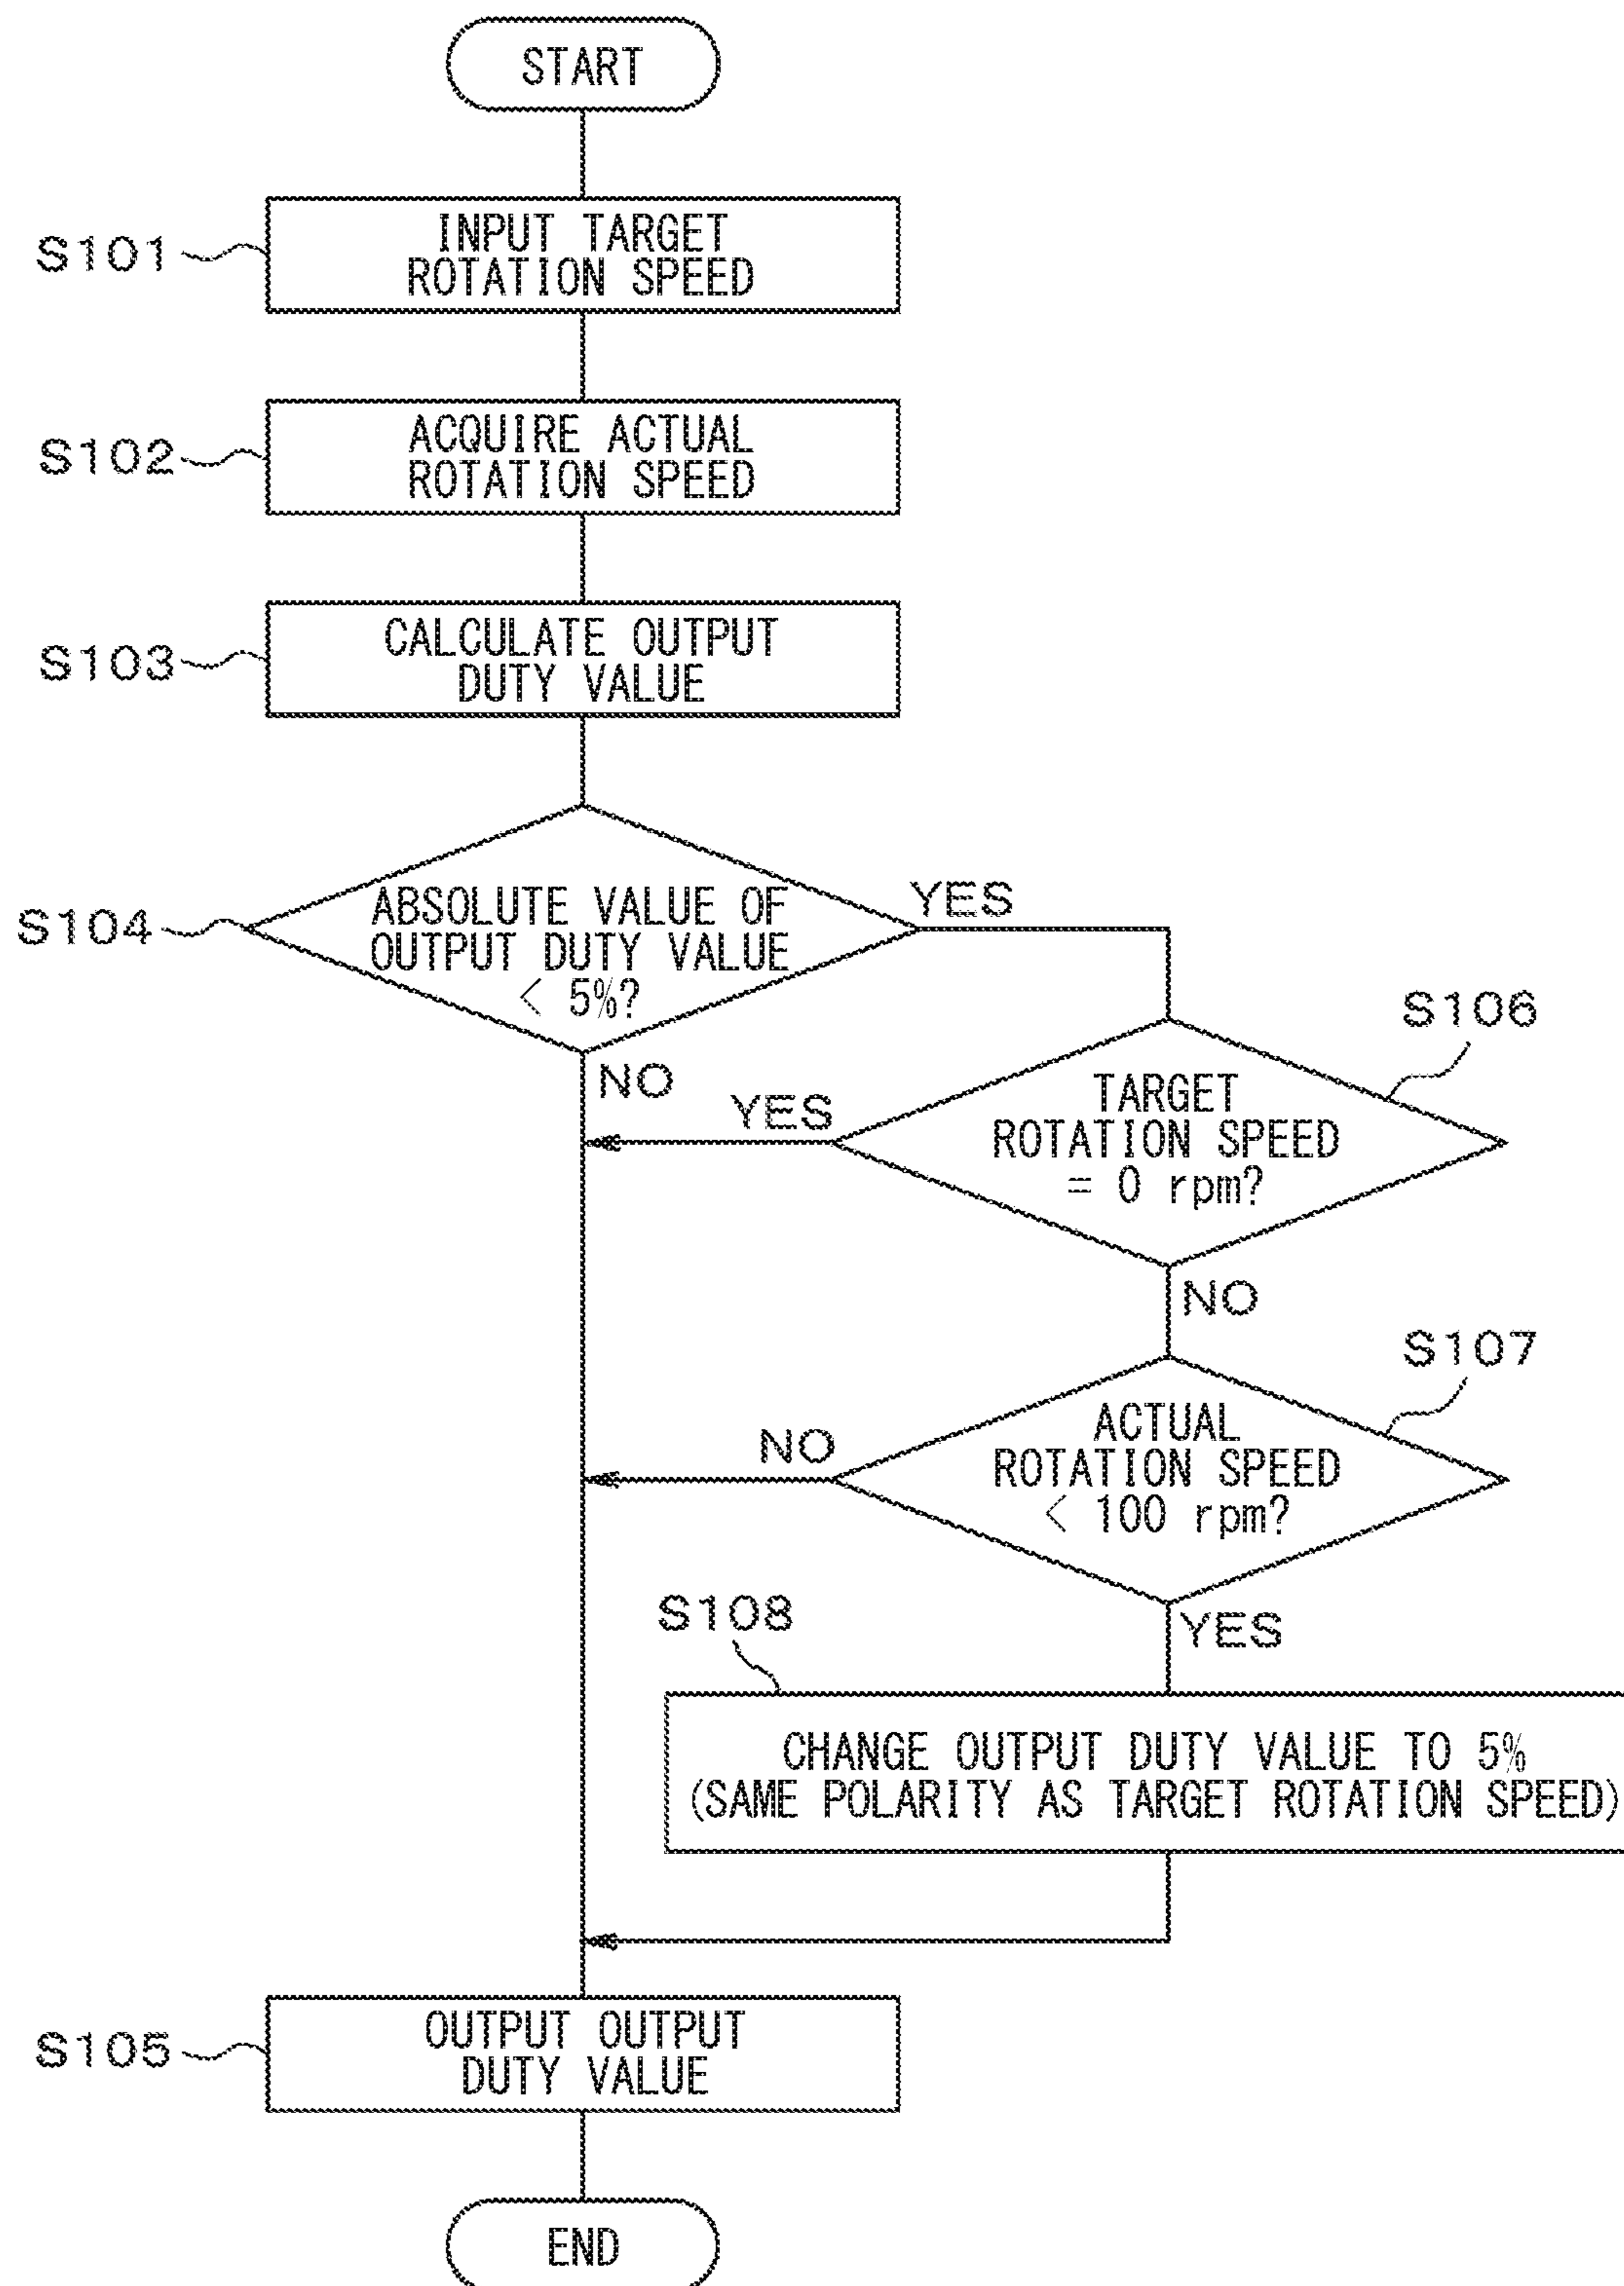 START
S101
INPUT TARGET
ROTATION SPEED
S102
ACQUIRE ACTUAL
ROTATION SPEED
S103
CALCULATE OUTPUT
DUTY VALUE
S104
ABSOLUTE VALUE OF
OUTPUT DUTY VALUE
< 5%?
YES
NO
S106
TARGET
ROTATION SPEED
= 0 rpm?
YES
NO
S107
ACTUAL
ROTATION SPEED
< 100 rpm?
NO
YES
S108
CHANGE OUTPUT DUTY VALUE TO 5%
(SAME POLARITY AS TARGET ROTATION SPEED)
S105
OUTPUT OUTPUT
DUTY VALUE
END